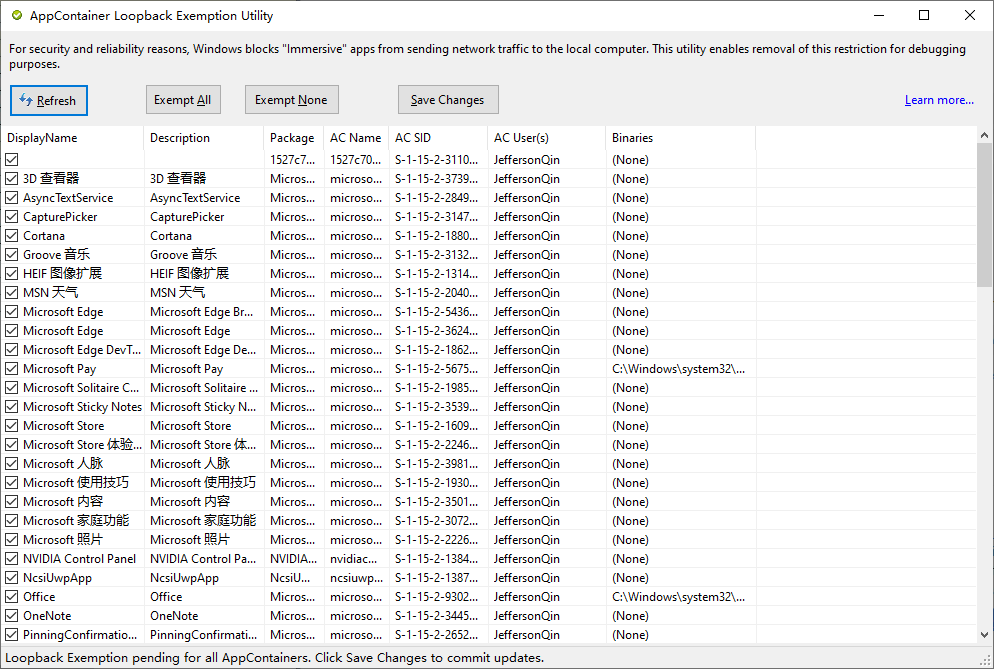 AppContainer Loopback Exemption Utility
For security and reliability reasons, Windows blocks "Immersive" apps from sending network traffic to the local computer. This utility enables removal of this restriction for debugging
purposes.
Refresh Exempt All Exempt None Save Changes Learn more...
DisplayName Description Package AC Name AC SID AC User(s) Binaries
1527c7... 1527c70... S-1-15-2-3110... JeffersonQin (None)
3D 查看器 3D 查看器 Micros... microso... S-1-15-2-3739... JeffersonQin (None)
AsyncTextService AsyncTextService Micros... microso... S-1-15-2-2849... JeffersonQin (None)
CapturePicker CapturePicker Micros... microso... S-1-15-2-3147... JeffersonQin (None)
Cortana Cortana Micros... microso... S-1-15-2-1880... JeffersonQin (None)
Groove 音乐 Groove 音乐 Micros... microso... S-1-15-2-3132... JeffersonQin (None)
HEIF 图像扩展 HEIF 图像扩展 Micros... microso... S-1-15-2-1314... JeffersonQin (None)
MSN 天气 MSN 天气 Micros... microso... S-1-15-2-2040... JeffersonQin (None)
Microsoft Edge Microsoft Edge Br... Micros... microso... S-1-15-2-5436... JeffersonQin (None)
Microsoft Edge Microsoft Edge Micros... microso... S-1-15-2-3624... JeffersonQin (None)
Microsoft Edge DevT... Microsoft Edge De... Micros... microso... S-1-15-2-1862... JeffersonQin (None)
Microsoft Pay Microsoft Pay Micros... microso... S-1-15-2-5675... JeffersonQin C:\Windows\system32\...
Microsoft Solitaire C... Microsoft Solitaire ... Micros... microso... S-1-15-2-1985... JeffersonQin (None)
Microsoft Sticky Notes Microsoft Sticky N... Micros... microso... S-1-15-2-3539... JeffersonQin (None)
Microsoft Store Microsoft Store Micros... microso... S-1-15-2-1609... JeffersonQin (None)
Microsoft Store 体验... Microsoft Store 体... Micros... microso... S-1-15-2-2246... JeffersonQin (None)
Microsoft 人脉 Microsoft 人脉 Micros... microso... S-1-15-2-3981... JeffersonQin (None)
Microsoft 使用技巧 Microsoft 使用技巧 Micros... microso... S-1-15-2-1930... JeffersonQin (None)
Microsoft 内容 Microsoft 内容 Micros... microso... S-1-15-2-3501... JeffersonQin (None)
Microsoft 家庭功能 Microsoft 家庭功能 Micros... microso... S-1-15-2-3072... JeffersonQin (None)
Microsoft 照片 Microsoft 照片 Micros... microso... S-1-15-2-2226... JeffersonQin (None)
NVIDIA Control Panel NVIDIA Control Pa... NVIDIA... nvidiac... S-1-15-2-1384... JeffersonQin (None)
NcsiUwpApp NcsiUwpApp NcsiU... ncsiuwp... S-1-15-2-1387... JeffersonQin (None)
Office Office Micros... microso... S-1-15-2-9302... JeffersonQin C:\Windows\system32\...
OneNote OneNote Micros... microso... S-1-15-2-3445... JeffersonQin (None)
PinningConfirmatio... PinningConfirmati... Micros... microso... S-1-15-2-2652... JeffersonQin (None)
Loopback Exemption pending for all AppContainers. Click Save Changes to commit updates.